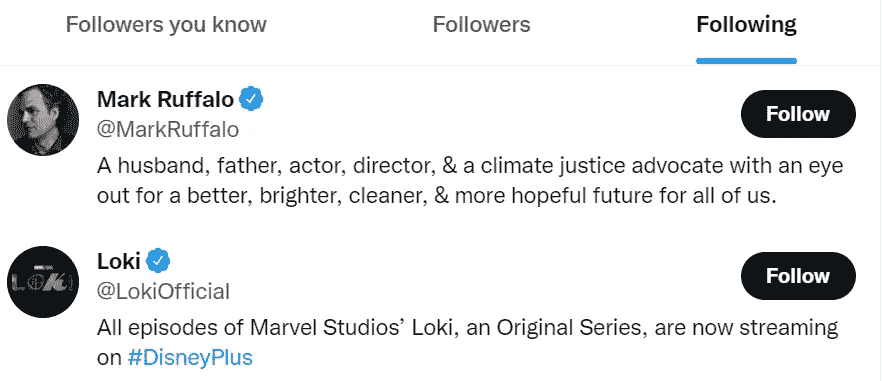 Followers you know Followers Following
Mark Ruffalo
@MarkRuffalo
Follow
A husband, father, actor, director, & a climate justice advocate with an eye
out for a better, brighter, cleaner, & more hopeful future for all of us.
LOKI
Loki
@LokiOfficial
Follow
All episodes of Marvel Studios’ Loki, an Original Series, are now streaming
on #DisneyPlus